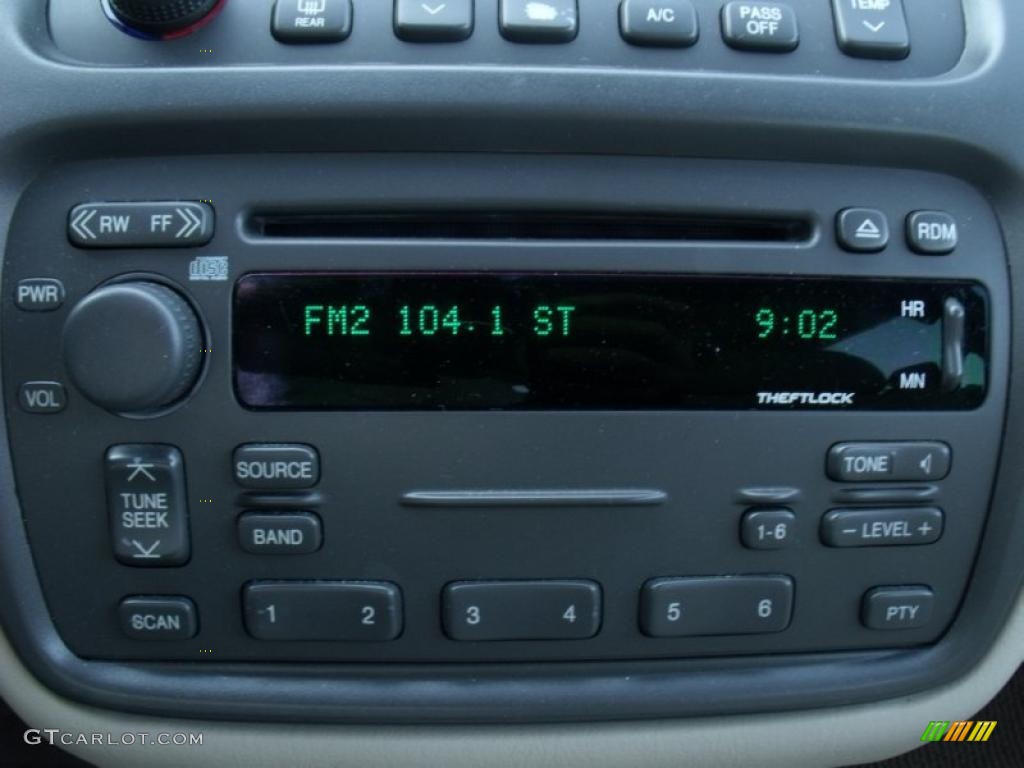 REAR
A/C
PASS
OFF
TEMP
RW FF
RDM
disc
PWR
FM2 104.1 ST
9:02
HR
MN
THEFTLOCK
VOL
TUNE
SEEK
SOURCE
BAND
TONE
1-6
- LEVEL +
SCAN
1 2
3 4
5 6
PTY
GTCARLOT.COM